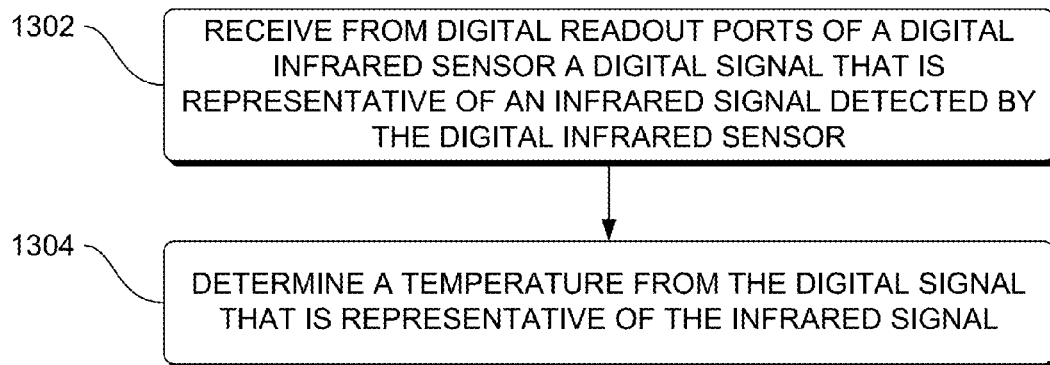 1302
RECEIVE FROM DIGITAL READOUT PORTS OF A DIGITAL
INFRARED SENSOR A DIGITAL SIGNAL THAT IS
REPRESENTATIVE OF AN INFRARED SIGNAL DETECTED BY
THE DIGITAL INFRARED SENSOR
1304
DETERMINE A TEMPERATURE FROM THE DIGITAL SIGNAL
THAT IS REPRESENTATIVE OF THE INFRARED SIGNAL